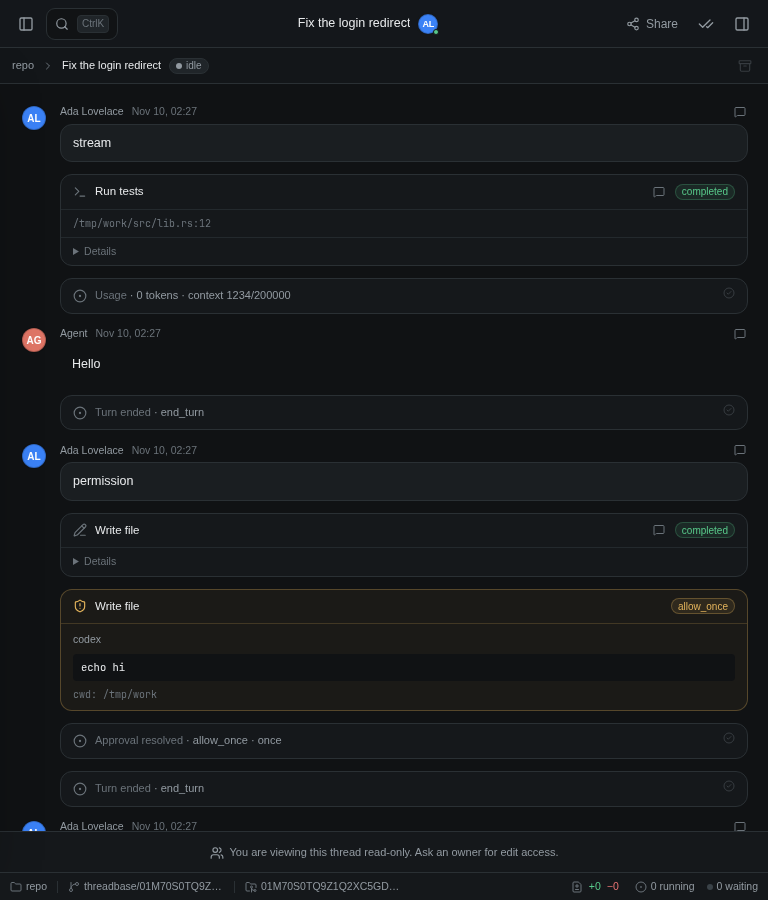 CtrlK
Fix the login redirect
AL
Share
repo
Fix the login redirect
idle
AL
Ada Lovelace Nov 10, 02:27
stream
Run tests
completed
/tmp/work/src/lib.rs:12
Details
Usage · 0 tokens · context 1234/200000
AG
Agent Nov 10, 02:27
Hello
Turn ended · end_turn
AL
Ada Lovelace Nov 10, 02:27
permission
Write file
completed
Details
Write file
allow_once
codex
echo hi
cwd: /tmp/work
Approval resolved · allow_once · once
Turn ended · end_turn
Ada Lovelace Nov 10, 02:27
You are viewing this thread read-only. Ask an owner for edit access.
repo
threadbase/01M70S0TQ9Z…
01M70S0TQ9Z1Q2XC5GD…
+0 −0
0 running
0 waiting